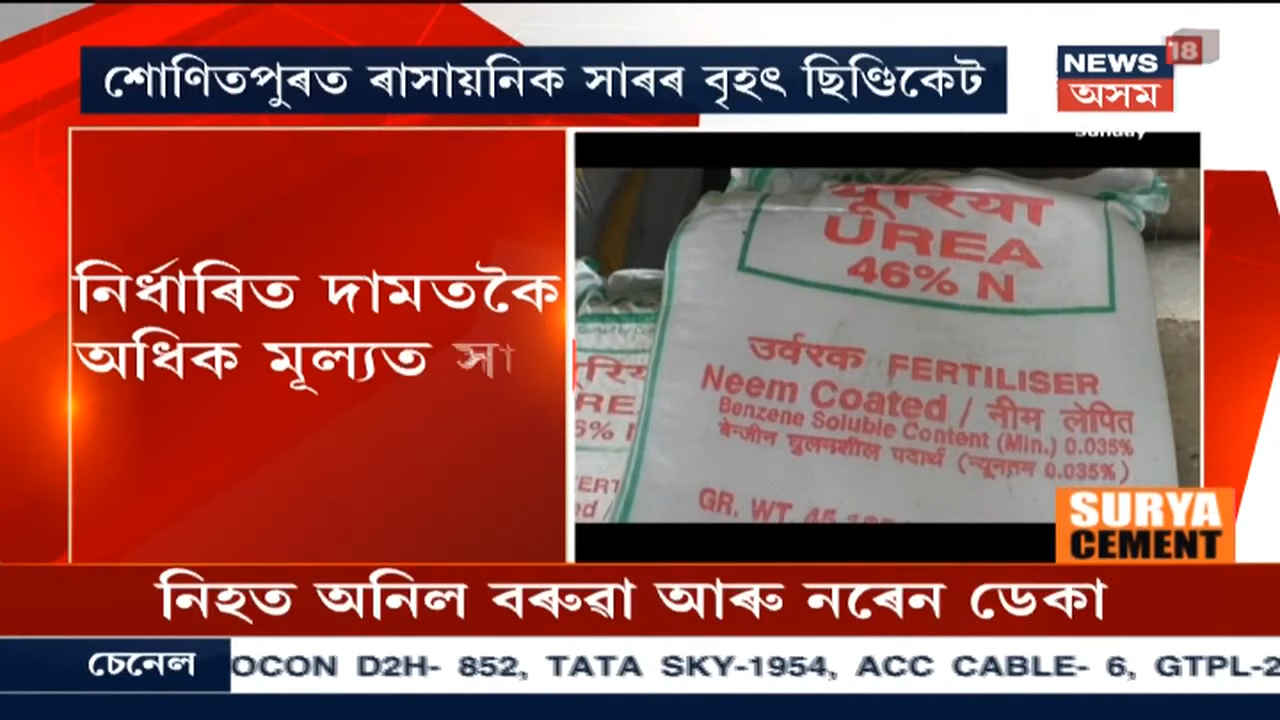 শোণিতপুৰত ৰাসায়নিক সাৰৰ বৃহৎ ছিণ্ডিকেট
NEWS 18
অসম
নিৰ্ধাৰিত দামতকৈ
অধিক মূল্যত সা
यूरिया
UREA
46% N
उर्वरक FERTILISER
Neem Coated / नीम लेपित
Benzene Soluble Content (Min.) 0.035%
बेन्जीन घुलनशील पदार्थ (न्यूनतम 0.035%)
GR. WT.
SURYA
CEMENT
নিহত অনিল বৰুৱা আৰু নৰেন ডেকা
চেনেল OCON D2H- 852, TATA SKY-1954, ACC CABLE- 6, GTPL-2